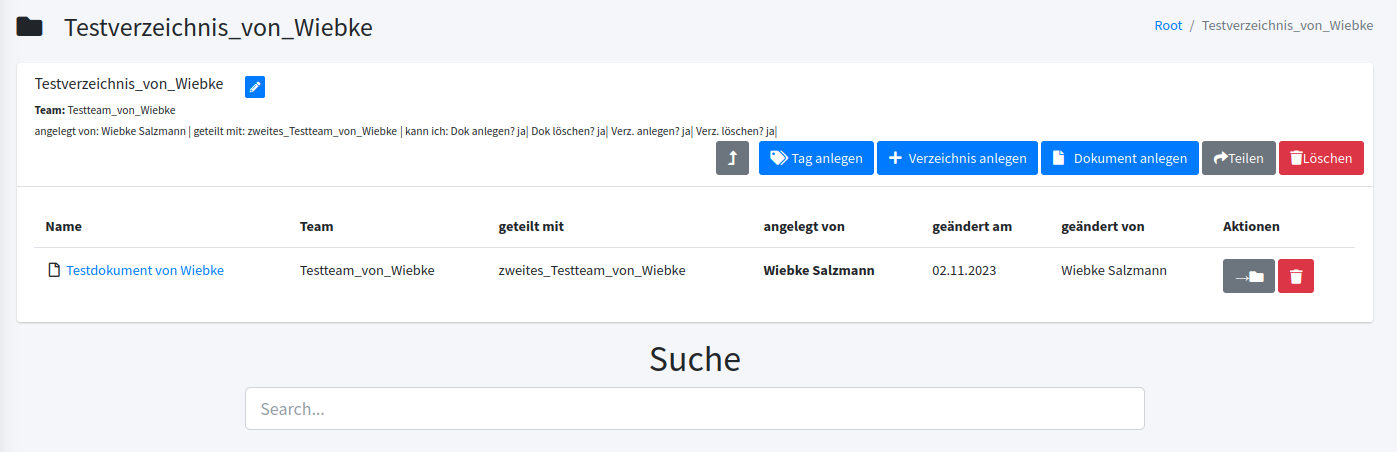 Testverzeichnis_von_Wiebke
Root / Testverzeichnis_von_Wiebke
Testverzeichnis_von_Wiebke
Team: Testteam_von_Wiebke
angelegt von: Wiebke Salzmann | geteilt mit: zweites_Testteam_von_Wiebke | kann ich: Dok anlegen? ja| Dok löschen? ja| Verz. anlegen? ja| Verz. löschen? ja|
Tag anlegen Verzeichnis anlegen Dokument anlegen Teilen Löschen
Name Team geteilt mit angelegt von geändert am geändert von Aktionen
Testdokument von Wiebke Testteam_von_Wiebke zweites_Testteam_von_Wiebke Wiebke Salzmann 02.11.2023 Wiebke Salzmann
Suche
Search...